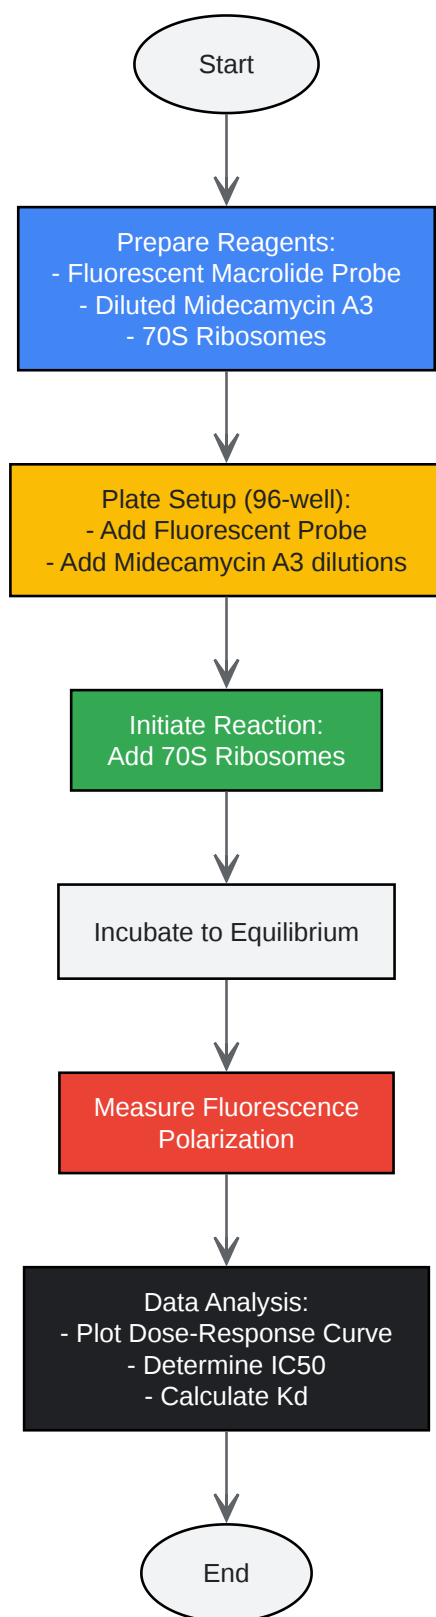 Start
Prepare Reagents:
- Fluorescent Macrolide Probe
- Diluted Midecamycin A3
- 70S Ribosomes
Plate Setup (96-well):
- Add Fluorescent Probe
- Add Midecamycin A3 dilutions
Initiate Reaction:
Add 70S Ribosomes
Incubate to Equilibrium
Measure Fluorescence
Polarization
Data Analysis:
- Plot Dose-Response Curve
- Determine IC50
- Calculate Kd
End